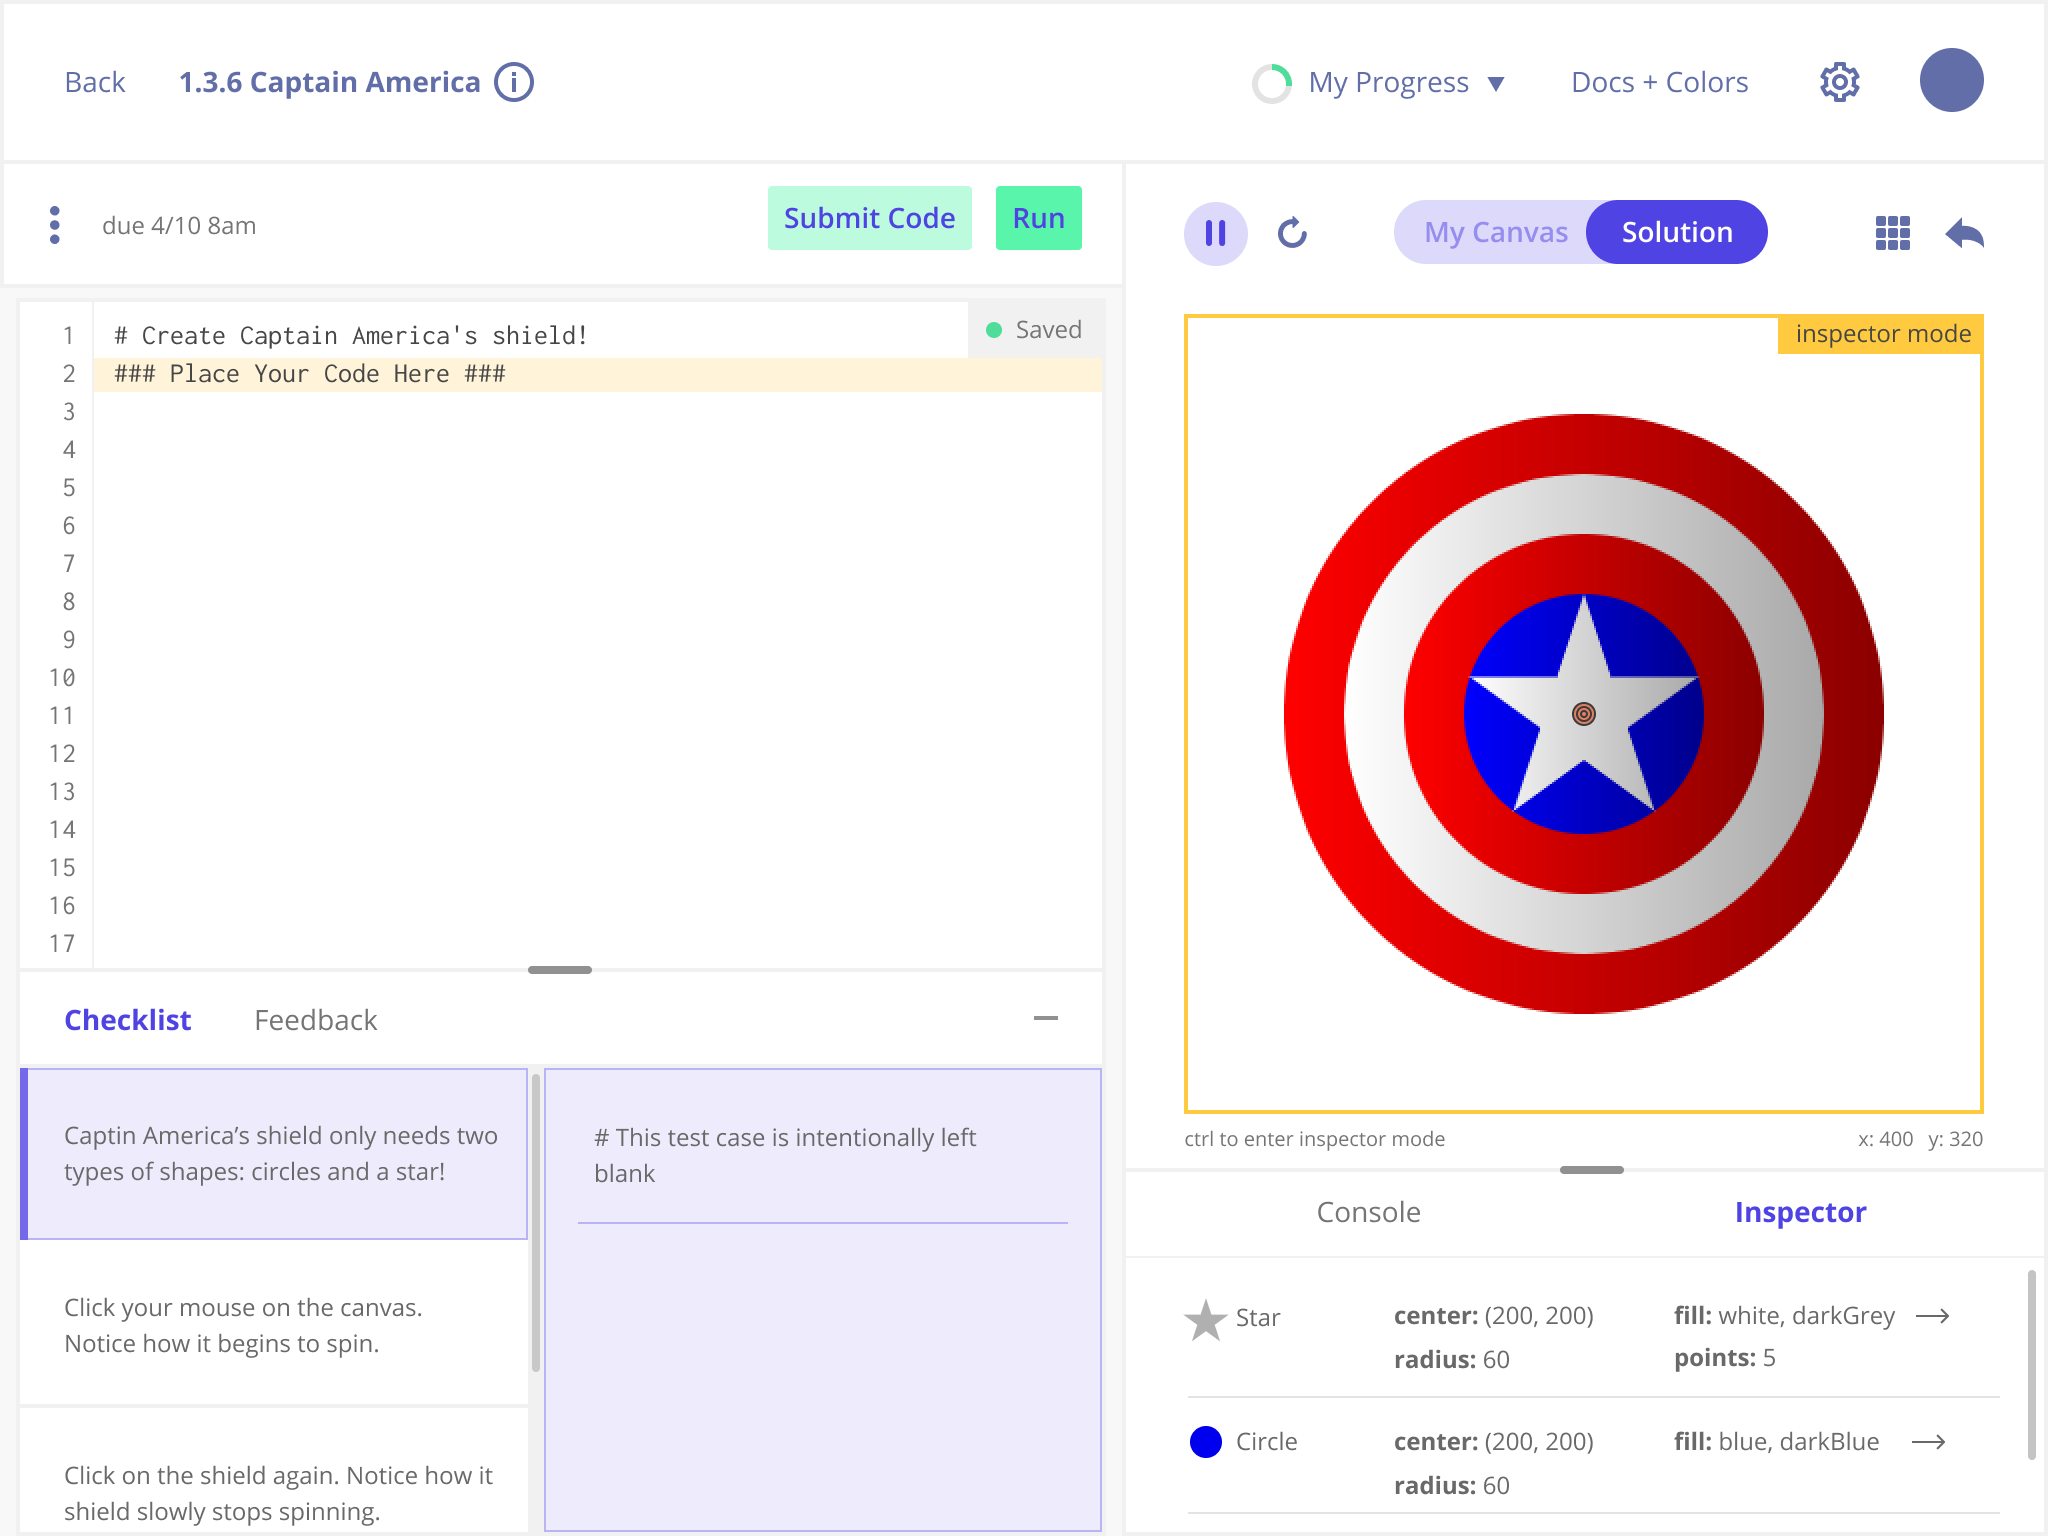 Back 1.3.6 Captain America i My Progress ▼ Docs + Colors
due 4/10 8am Submit Code Run
My Canvas Solution
1 # Create Captain America's shield! Saved
2 ### Place Your Code Here ###
3
4
5
6
7
8
9
10
11
12
13
14
15
16
17
Checklist Feedback
Captin America’s shield only needs two
types of shapes: circles and a star!
Click your mouse on the canvas.
Notice how it begins to spin.
Click on the shield again. Notice how it
shield slowly stops spinning.
# This test case is intentionally left
blank
inspector mode
ctrl to enter inspector mode x: 400 y: 320
Console Inspector
Star center: (200, 200) fill: white, darkGrey →
radius: 60 points: 5
Circle center: (200, 200) fill: blue, darkBlue →
radius: 60